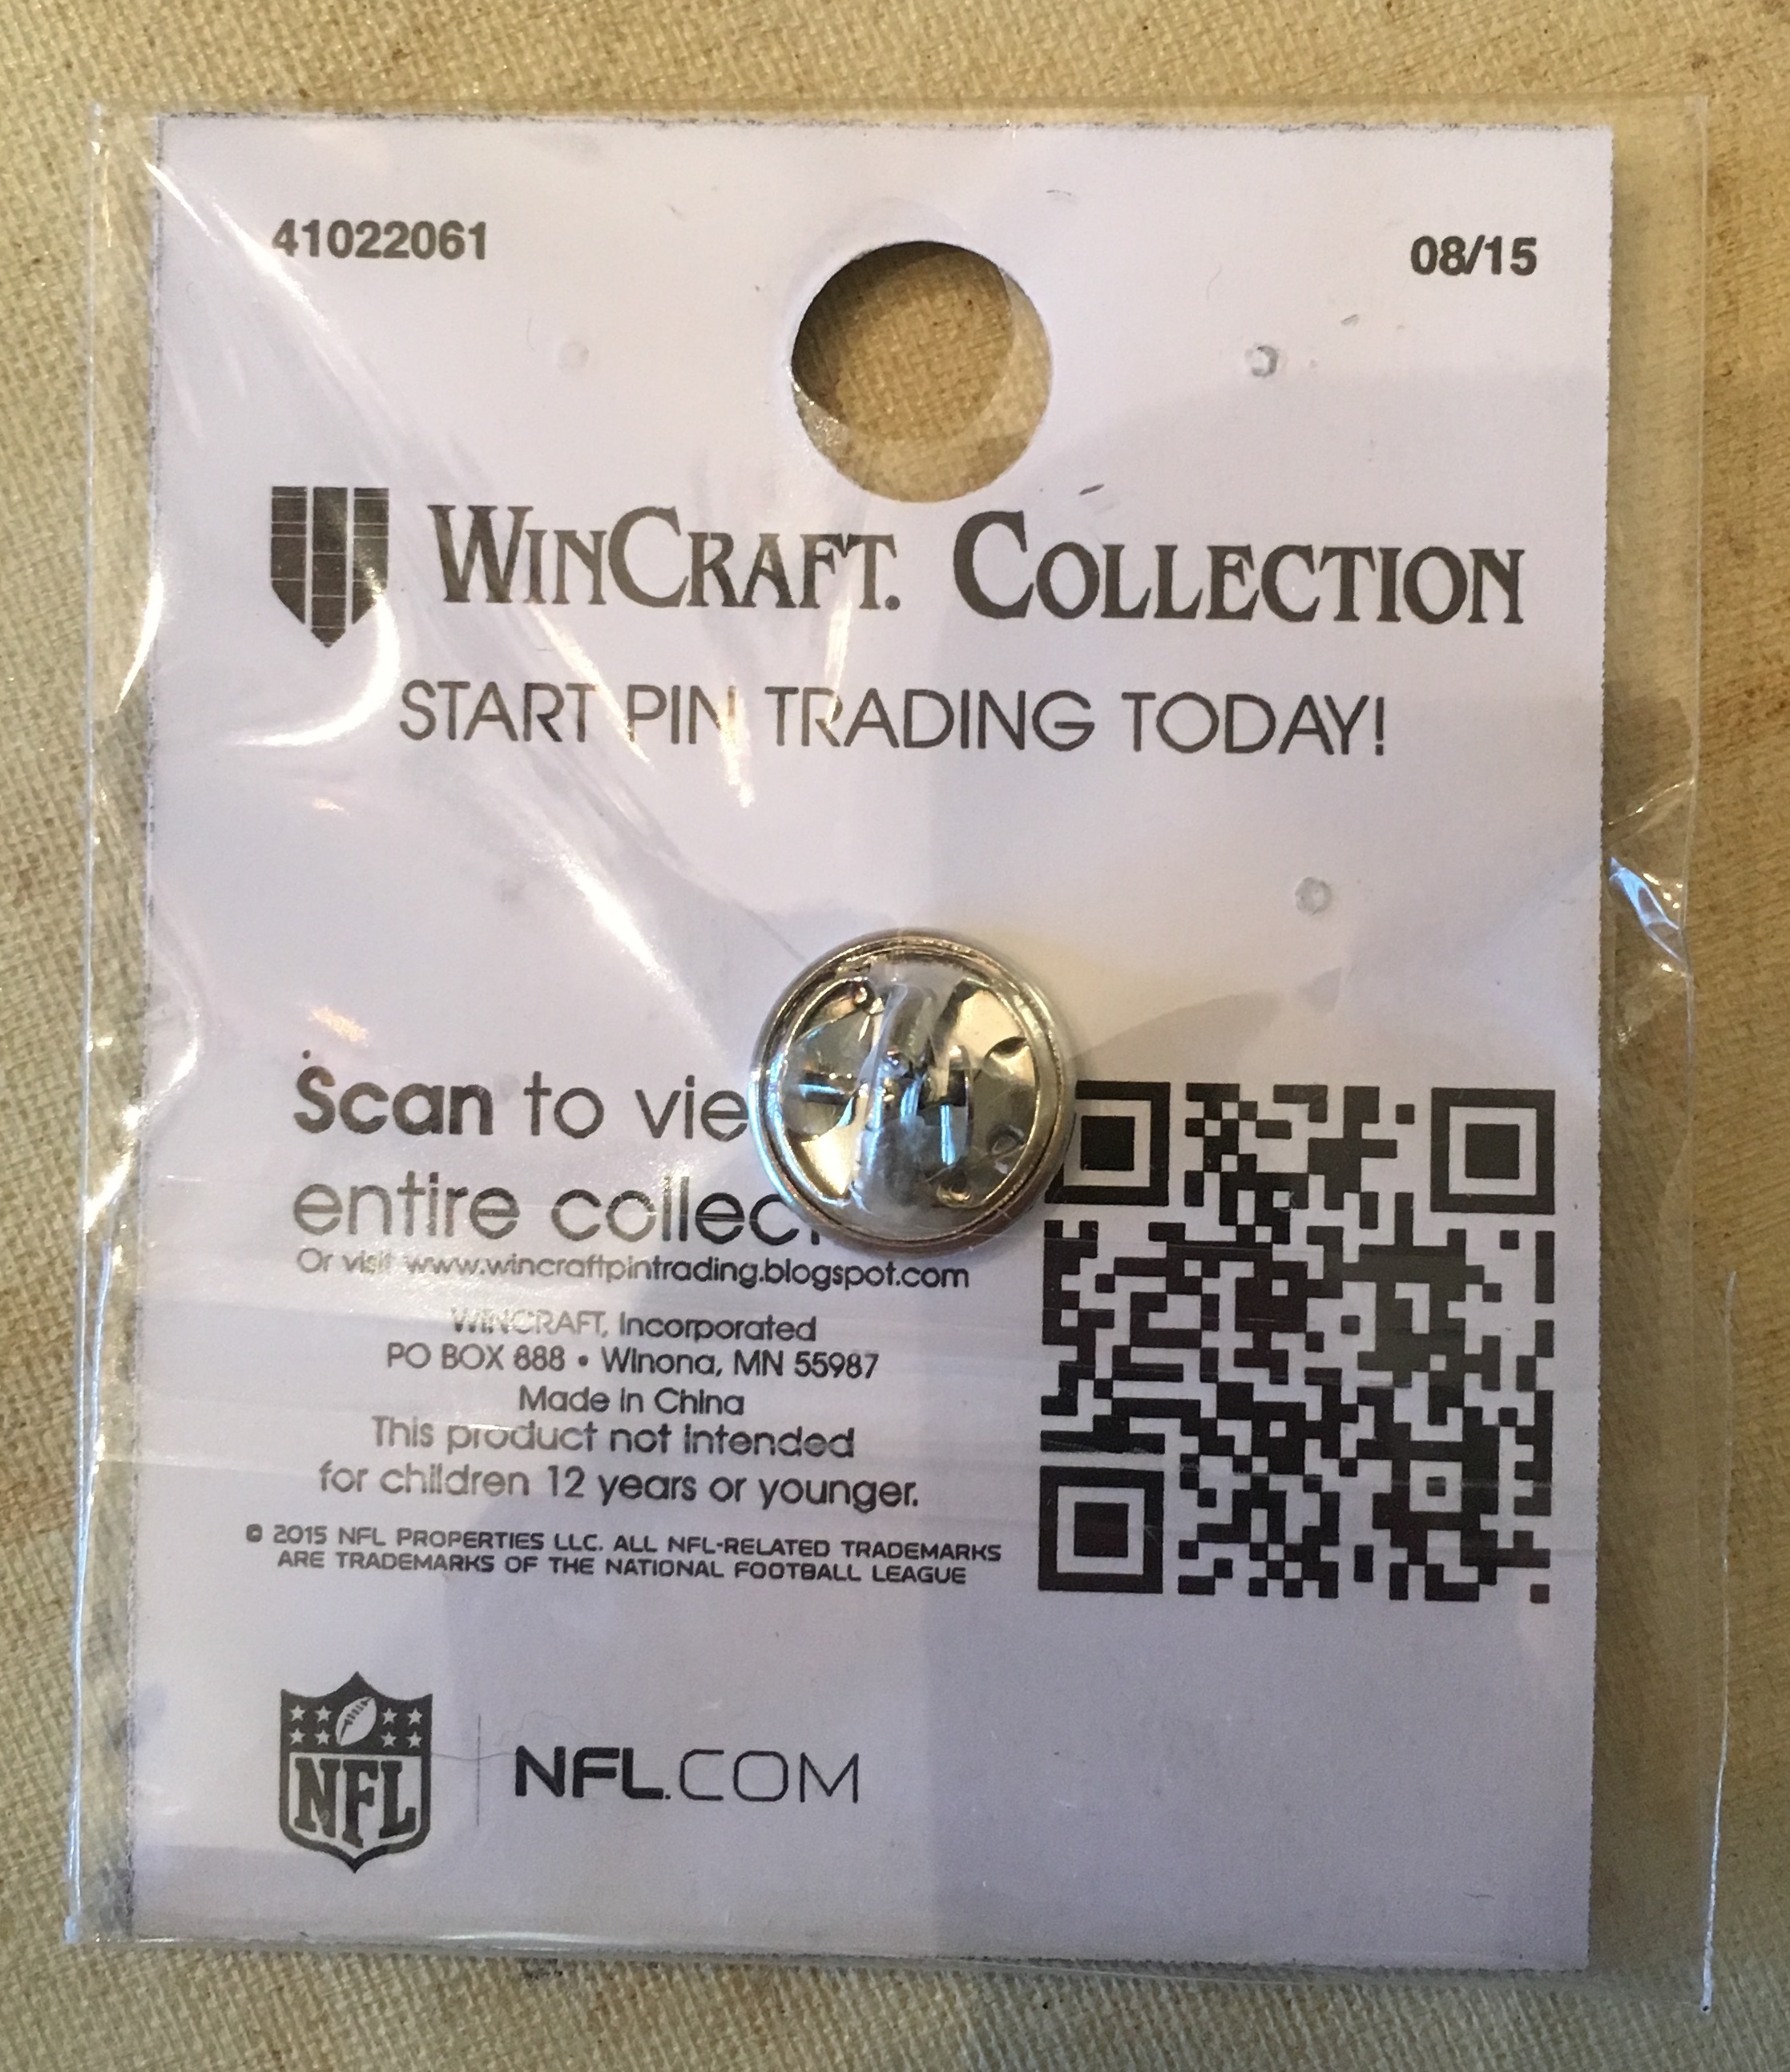 41022061
08/15
WINCRAFT. COLLECTION
START PIN TRADING TODAY!
Scan to vie
entire collec
Or visit www.wincraftpintrading.blogspot.com
WINCRAFT, Incorporated
PO BOX 888 • Winona, MN 55987
Made in China
This product not intended
for children 12 years or younger.
© 2015 NFL PROPERTIES LLC. ALL NFL-RELATED TRADEMARKS
ARE TRADEMARKS OF THE NATIONAL FOOTBALL LEAGUE
NFL
NFL.COM